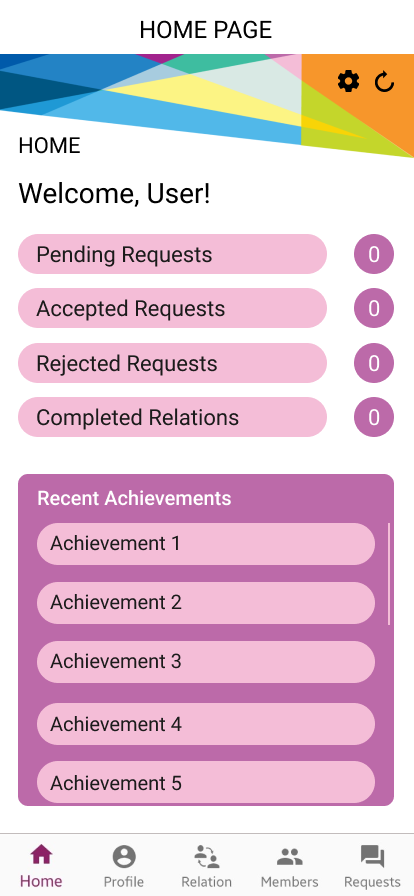 HOME PAGE
HOME
Welcome, User!
Pending Requests 0
Accepted Requests 0
Rejected Requests 0
Completed Relations 0
Recent Achievements
Achievement 1
Achievement 2
Achievement 3
Achievement 4
Achievement 5
Home Profile Relation Members Requests